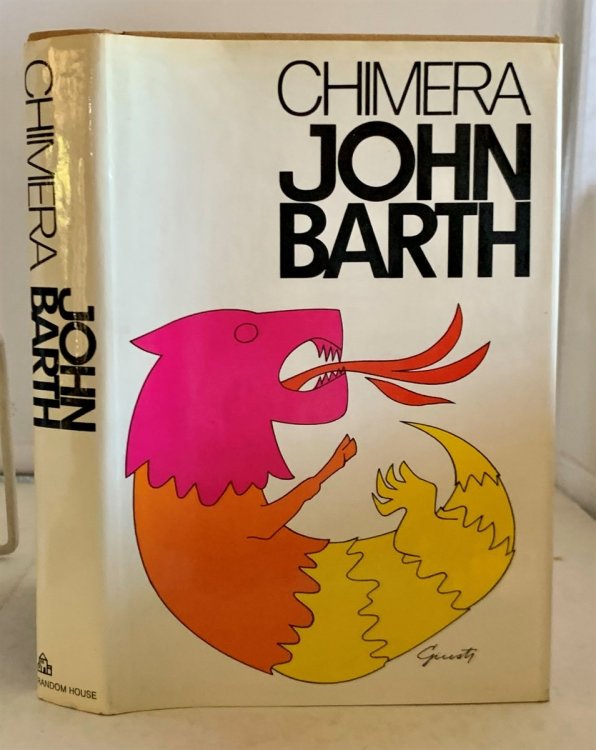 CHIMERA
JOHN
BARTH
CHIMERA
JOHN
BARTH
Giusti
RANDOM HOUSE